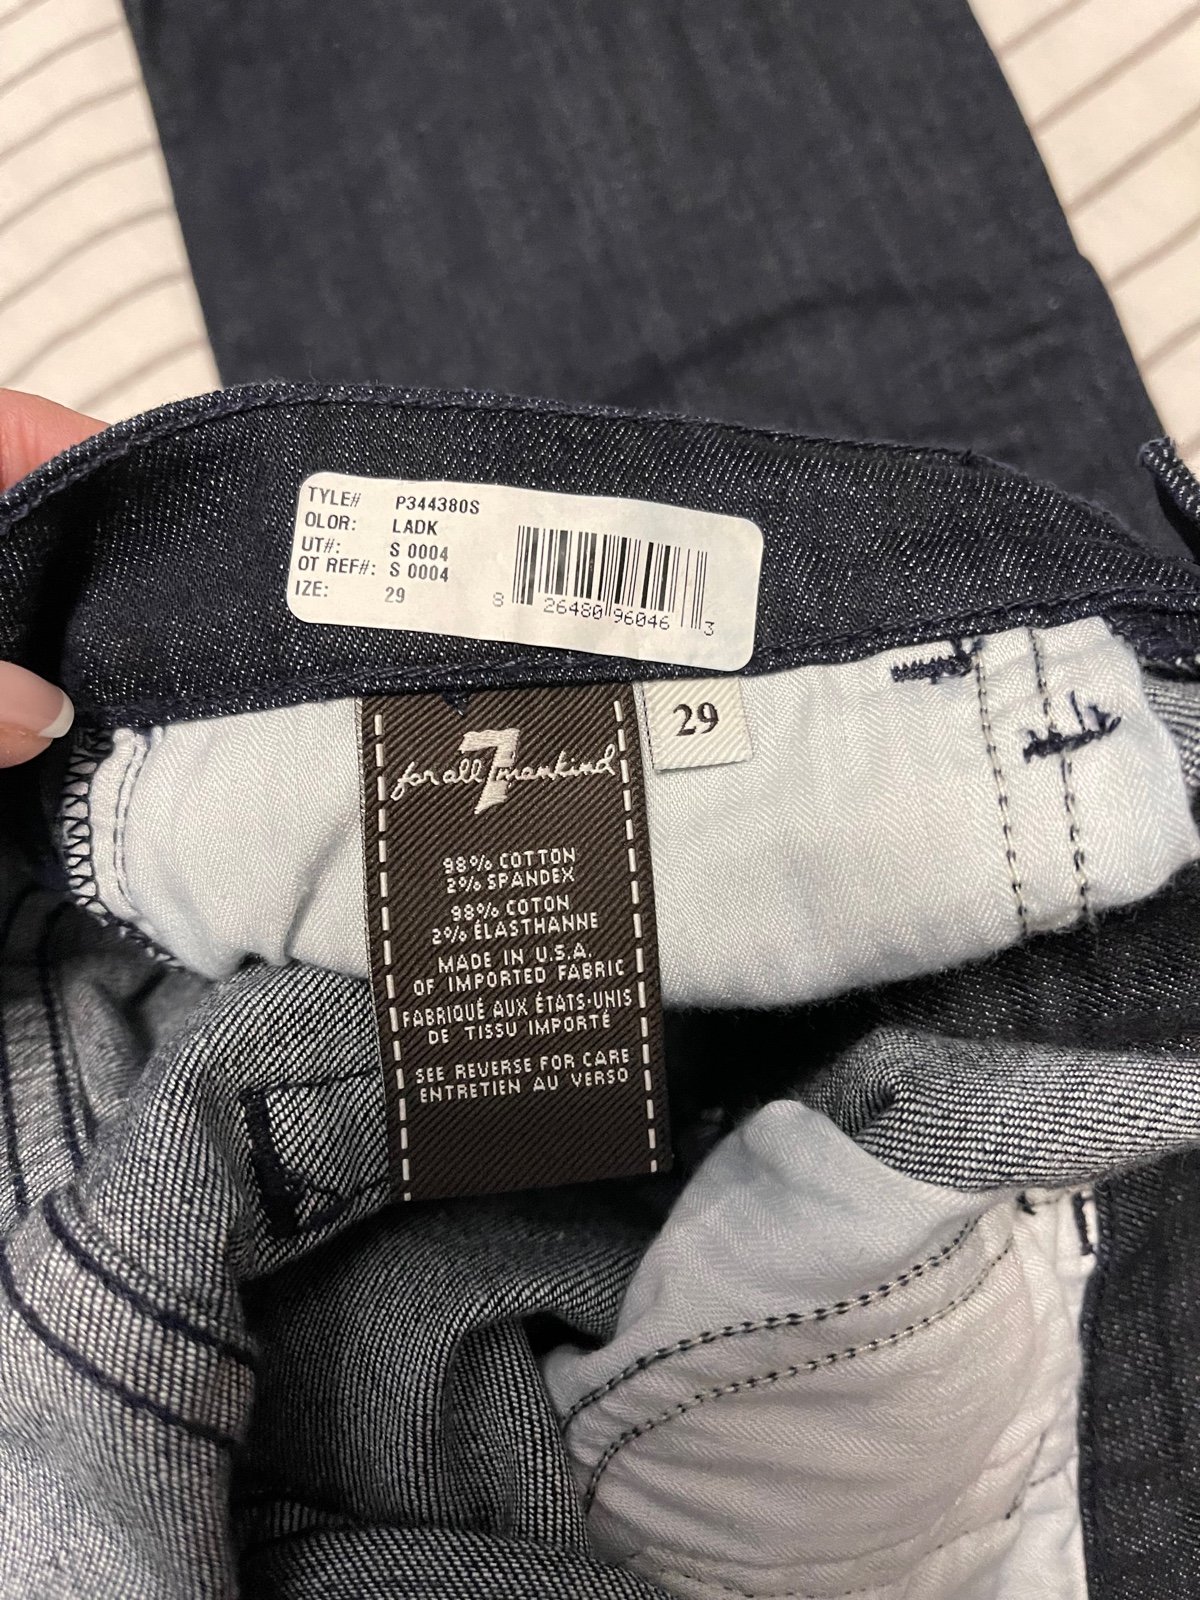 TYLE# P344380S
OLOR: LADK
UT#: S 0004
OT REF#: S 0004
IZE: 29
8 26480 96046 3
29
for all 7 mankind
98% COTTON
2% SPANDEX
98% COTON
2% ÉLASTHANNE
MADE IN U.S.A.
OF IMPORTED FABRIC
FABRIQUÉ AUX ÉTATS-UNIS
DE TISSU IMPORTÉ
SEE REVERSE FOR CARE
ENTRETIEN AU VERSO